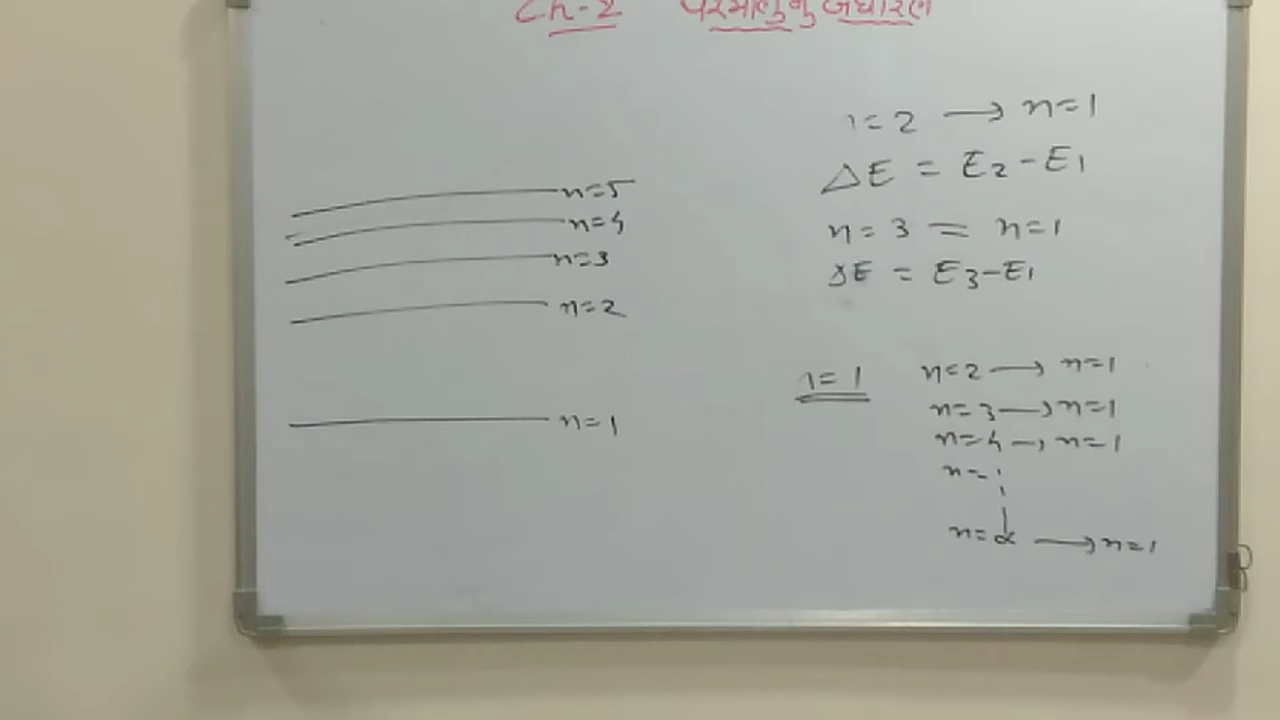 Ch-2 પરમાણુનું બંધારણ
n=5
n=4
n=3
n=2
n=1
n=2 → n=1
ΔE = E2-E1
n=3 = n=1
ΔE = E3-E1
n=1
n=2 → n=1
n=3 → n=1
n=4 → n=1
n=
n=α → n=1